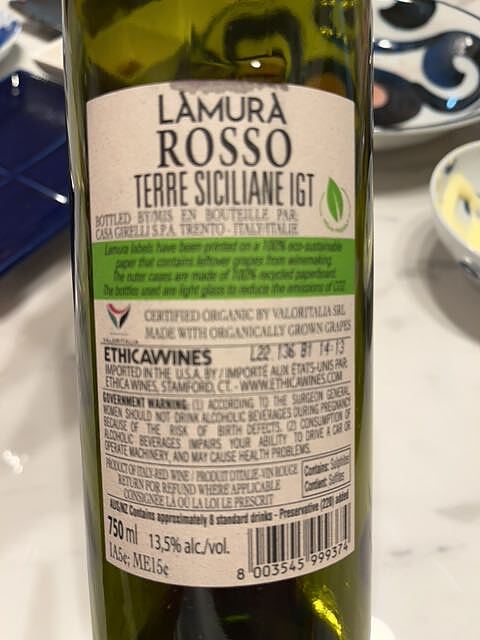 LÀMURÀ
ROSSO
TERRE SICILIANE IGT
BOTTLED BY/MIS EN BOUTEILLE PAR:
CASA GIRELLI S.P.A. TRENTO - ITALY/ITALIE
Lamura labels have been printed on a 100% eco-sustainable
paper that contains leftover grapes from winemaking.
The outer cases are made of 100% recycled paperboard.
The bottles used are light glass to reduce the emissions of CO2.
VALORITALIA
CERTIFIED ORGANIC BY VALORITALIA SRL
MADE WITH ORGANICALLY GROWN GRAPES
ETHICAWINES L22 136 B1 14:13
IMPORTED IN THE U.S.A. BY / IMPORTÉ AUX ÉTATS-UNIS PAR:
ETHICA WINES, STAMFORD, CT. - WWW.ETHICAWINES.COM
GOVERNMENT WARNING: (1) ACCORDING TO THE SURGEON GENERAL,
WOMEN SHOULD NOT DRINK ALCOHOLIC BEVERAGES DURING PREGNANCY
BECAUSE OF THE RISK OF BIRTH DEFECTS. (2) CONSUMPTION OF
ALCOHOLIC BEVERAGES IMPAIRS YOUR ABILITY TO DRIVE A CAR OR
OPERATE MACHINERY, AND MAY CAUSE HEALTH PROBLEMS.
PRODUCT OF ITALY-RED WINE / PRODUIT D'ITALIE-VIN ROUGE
RETURN FOR REFUND WHERE APPLICABLE
CONSIGNÉE LÀ OÙ LA LOI LE PRESCRIT
Contains: Sulphites
Contient: Sulfites
AUS/NZ Contains approximately 8 standard drinks - Preservative (220) added
750 ml 13,5% alc./vol.
IA5¢; ME15¢
8 003545 999374